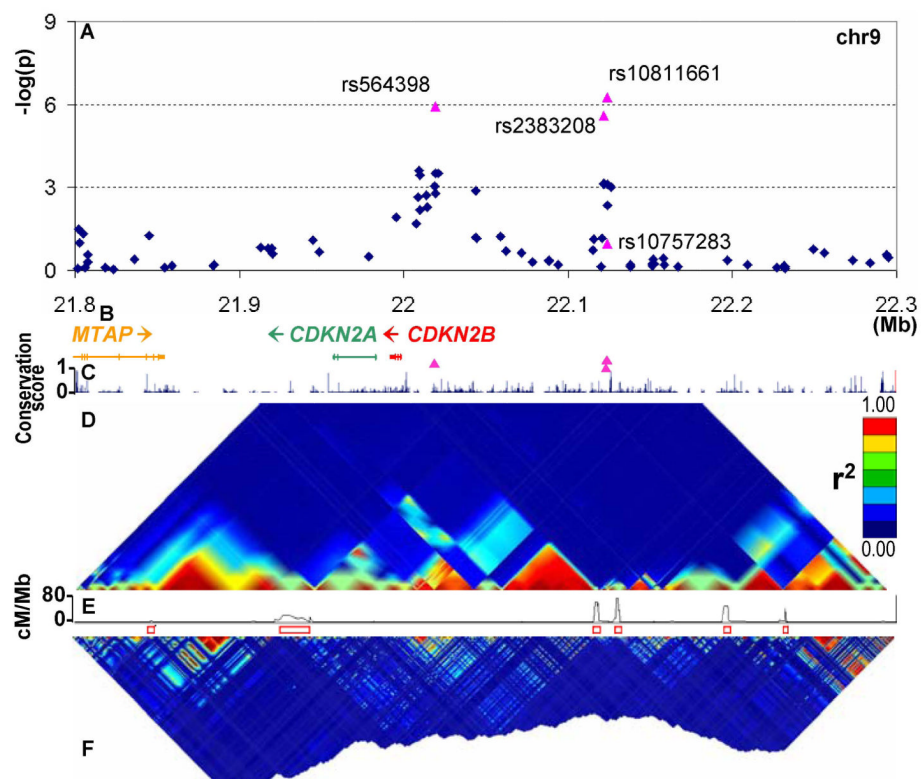 9
A
chr9
-log(p)
rs10811661
rs564398
6
rs2383208
3
rs10757283
0
21.8
21.9
22
22.1
22.2
22.3
(Mb)
B
MTAP →
← CDKN2A
← CDKN2B
Conservation score
1
0
C
D
1.00
r²
0.00
cM/Mb
80
0
E
F